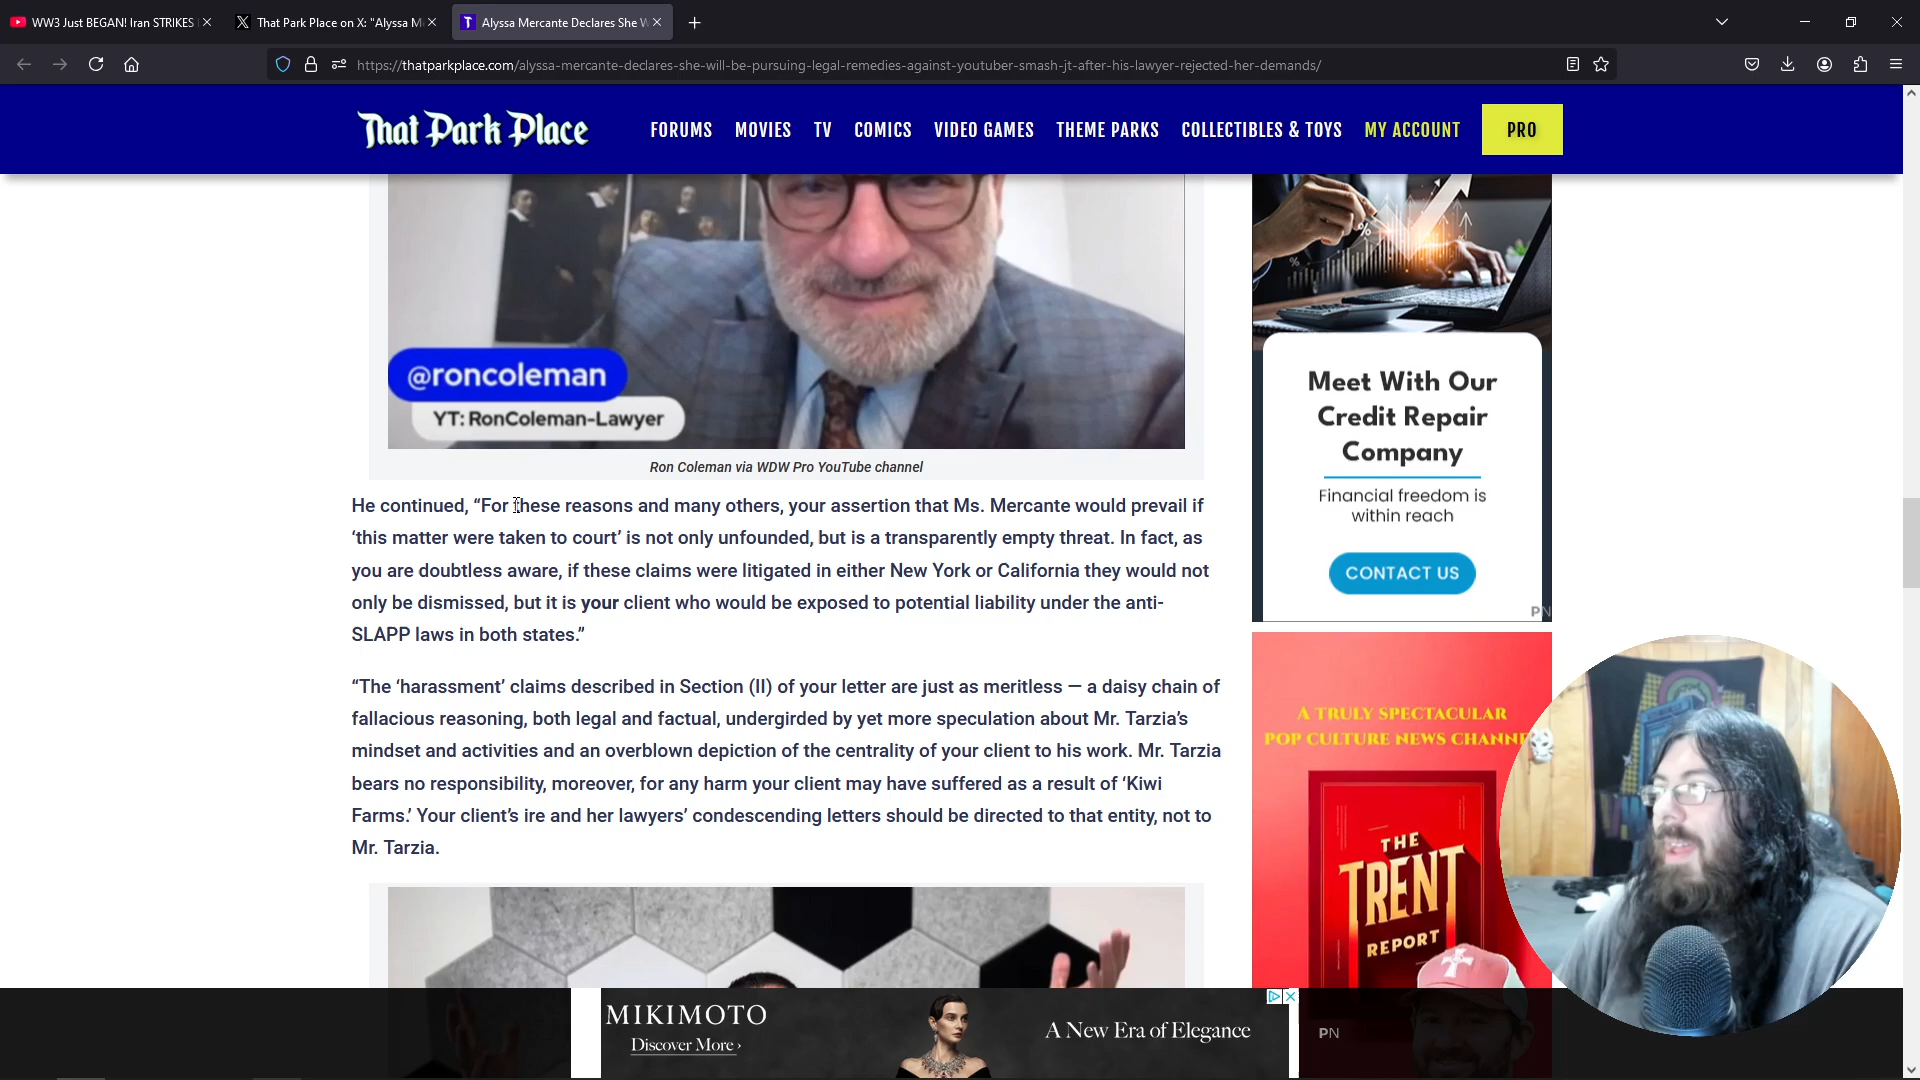 WW3 Just BEGAN! Iran STRIKES
That Park Place on X: "Alyssa M
Alyssa Mercante Declares She W
https://thatparkplace.com/alyssa-mercante-declares-she-will-be-pursuing-legal-remedies-against-youtuber-smash-jt-after-his-lawyer-rejected-her-demands/
That Park Place
FORUMS MOVIES TV COMICS VIDEO GAMES THEME PARKS COLLECTIBLES & TOYS MY ACCOUNT PRO
@roncoleman
YT: RonColeman-Lawyer
Ron Coleman via WDW Pro YouTube channel
He continued, “For these reasons and many others, your assertion that Ms. Mercante would prevail if
‘this matter were taken to court’ is not only unfounded, but is a transparently empty threat. In fact, as
you are doubtless aware, if these claims were litigated in either New York or California they would not
only be dismissed, but it is your client who would be exposed to potential liability under the anti-
SLAPP laws in both states.”
“The ‘harassment’ claims described in Section (II) of your letter are just as meritless — a daisy chain of
fallacious reasoning, both legal and factual, undergirded by yet more speculation about Mr. Tarzia’s
mindset and activities and an overblown depiction of the centrality of your client to his work. Mr. Tarzia
bears no responsibility, moreover, for any harm your client may have suffered as a result of ‘Kiwi
Farms.’ Your client’s ire and her lawyers’ condescending letters should be directed to that entity, not to
Mr. Tarzia.
Meet With Our
Credit Repair
Company
Financial freedom is
within reach
CONTACT US
PN
A TRULY SPECTACULAR
POP CULTURE NEWS CHANNE
THE
TRENT
REPORT
PN
MIKIMOTO
Discover More ›
A New Era of Elegance